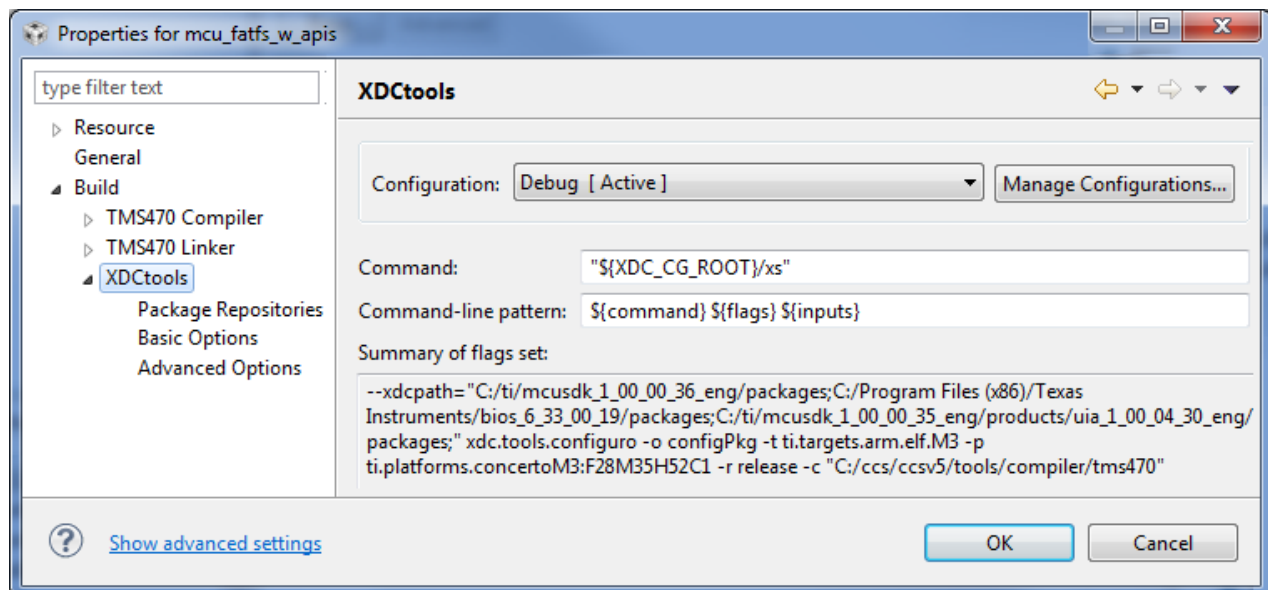 Properties for mcu_fatfs_w_apis
type filter text
Resource
General
Build
TMS470 Compiler
TMS470 Linker
XDCtools
Package Repositories
Basic Options
Advanced Options
XDCtools
Configuration: Debug [ Active ] Manage Configurations...
Command: "${XDC_CG_ROOT}/xs"
Command-line pattern: ${command} ${flags} ${inputs}
Summary of flags set:
--xdcpath="C:/ti/mcusdk_1_00_00_36_eng/packages;C:/Program Files (x86)/Texas
Instruments/bios_6_33_00_19/packages;C:/ti/mcusdk_1_00_00_35_eng/products/uia_1_00_04_30_eng/
packages;" xdc.tools.configuro -o configPkg -t ti.targets.arm.elf.M3 -p
ti.platforms.concertoM3:F28M35H52C1 -r release -c "C:/ccs/ccsv5/tools/compiler/tms470"
? Show advanced settings OK Cancel